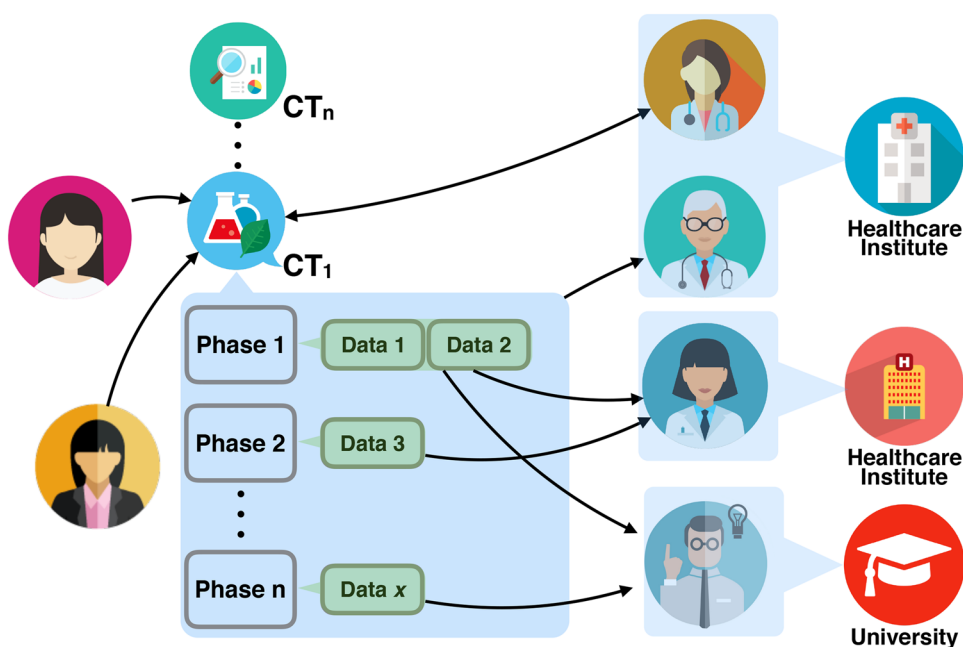 CTn
CT1
Phase 1
Data 1
Data 2
Phase 2
Data 3
Phase n
Data x
Healthcare
Institute
H
Healthcare
Institute
University